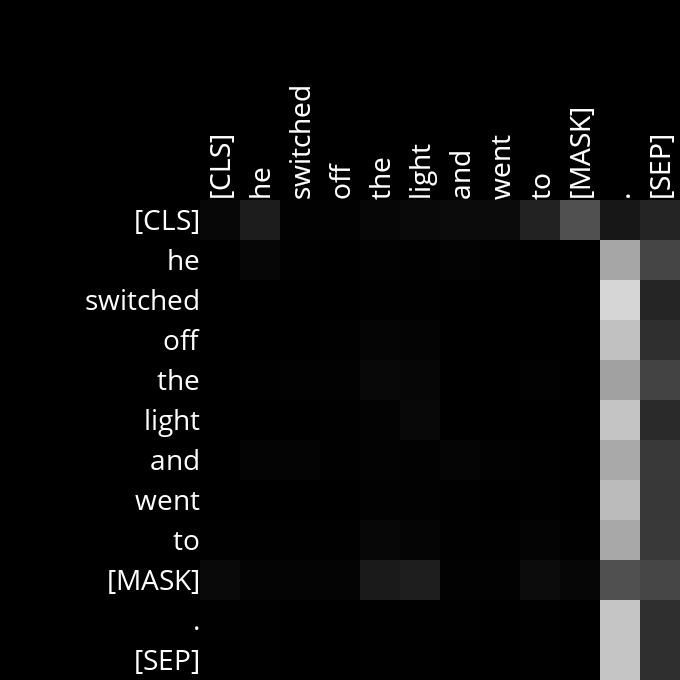 [CLS] he switched off the light and went to [MASK] . [SEP]
[CLS]
he
switched
off
the
light
and
went
to
[MASK]
.
[SEP]